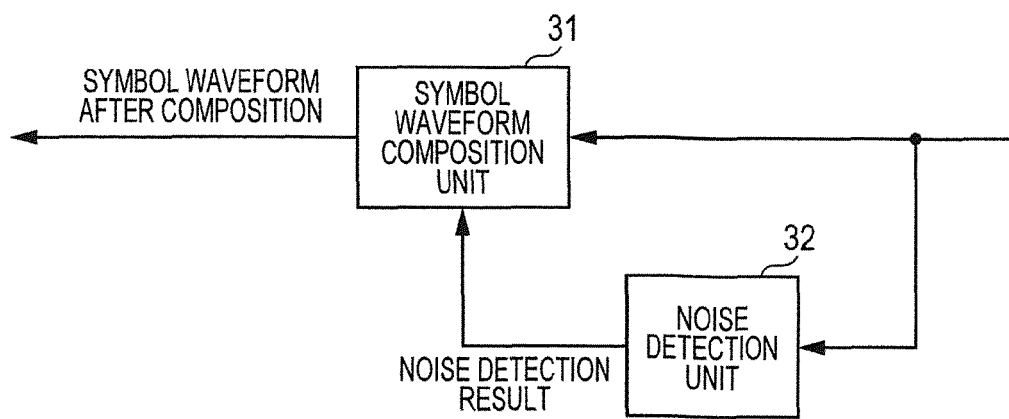 31
SYMBOL WAVEFORM
AFTER COMPOSITION
SYMBOL
WAVEFORM
COMPOSITION
UNIT
32
NOISE
DETECTION
UNIT
NOISE DETECTION
RESULT